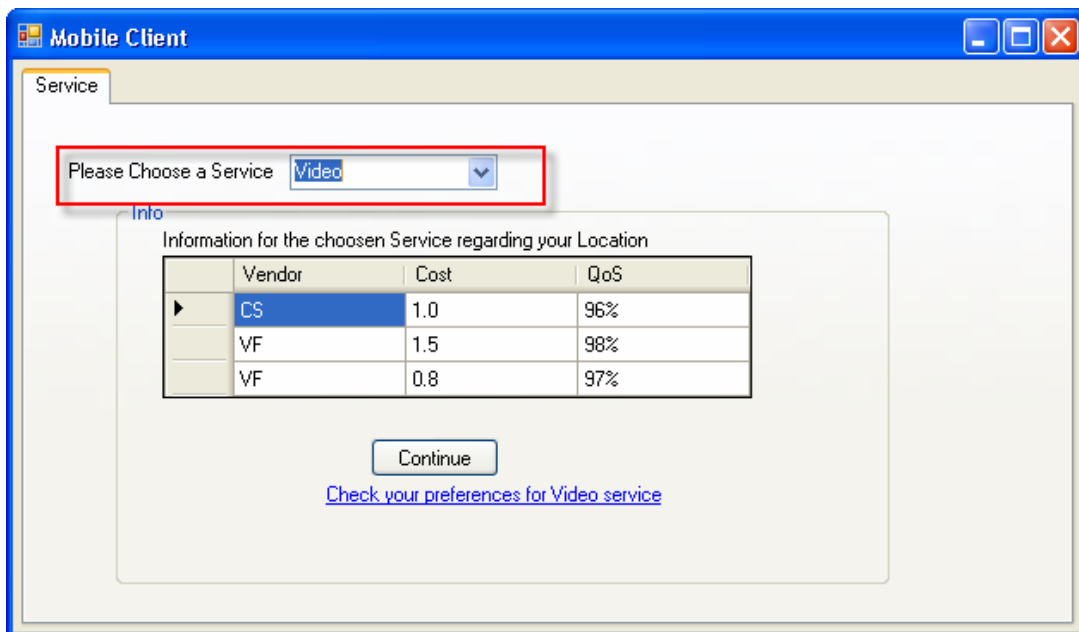 Mobile Client
Service
Please Choose a Service Video
Info
Information for the choosen Service regarding your Location
Vendor Cost QoS
CS 1.0 96%
VF 1.5 98%
VF 0.8 97%
Continue
Check your preferences for Video service